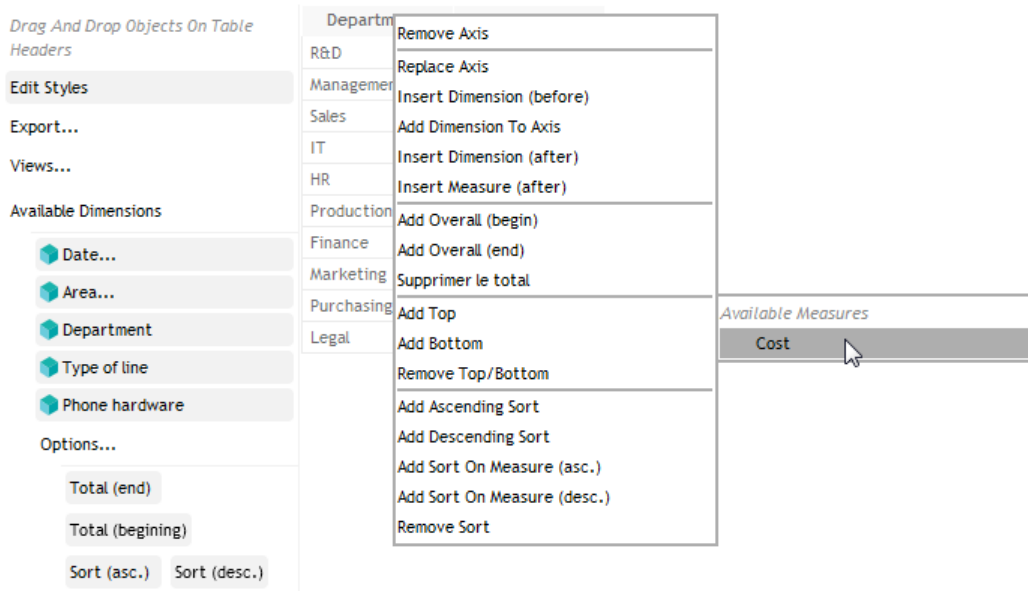 Drag And Drop Objects On Table
Headers
Edit Styles
Export...
Views...
Available Dimensions
Date...
Area...
Department
Type of line
Phone hardware
Options...
Total (end)
Total (begining)
Sort (asc.) Sort (desc.)
Departm
R&D
Managemen
Sales
IT
HR
Production
Finance
Marketing
Purchasing
Legal
Remove Axis
Replace Axis
Insert Dimension (before)
Add Dimension To Axis
Insert Dimension (after)
Insert Measure (after)
Add Overall (begin)
Add Overall (end)
Supprimer le total
Add Top
Add Bottom
Remove Top/Bottom
Add Ascending Sort
Add Descending Sort
Add Sort On Measure (asc.)
Add Sort On Measure (desc.)
Remove Sort
Available Measures
Cost